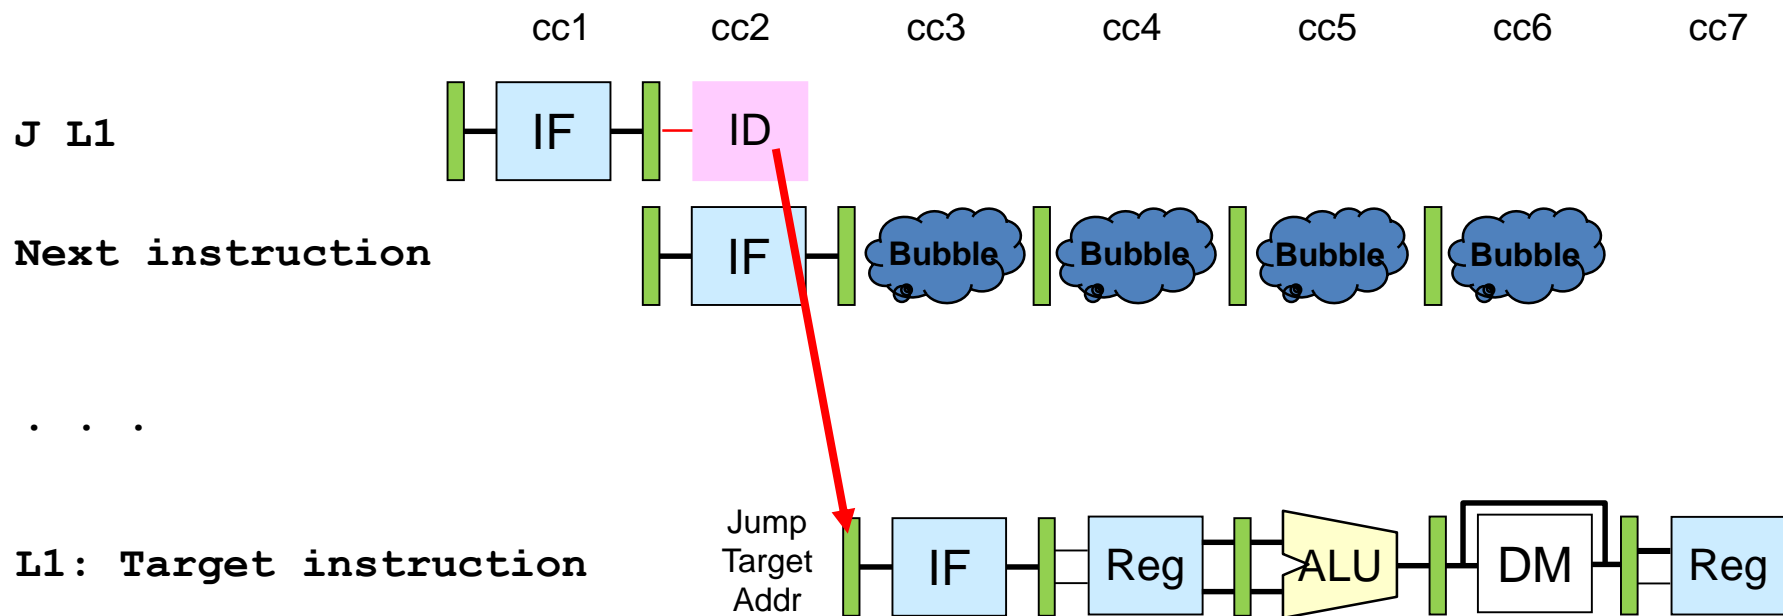 cc1 cc2 cc3 cc4 cc5 cc6 cc7
J L1 IF ID
Next instruction IF Bubble Bubble Bubble Bubble
. . .
Jump
Target
Addr
L1: Target instruction IF Reg ALU DM Reg